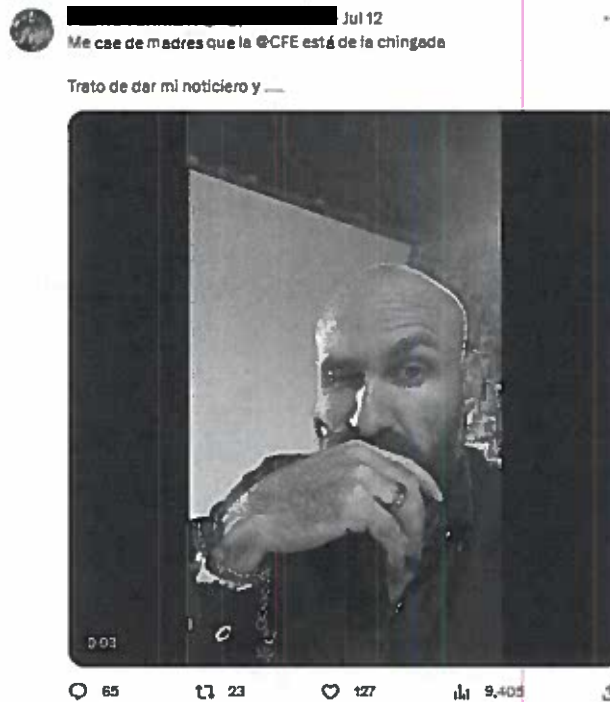 Jul 12
Me cae de madres que la @CFE está de la chingada
Trato de dar mi noticiero y ....
0:03
65 23 127 9,405